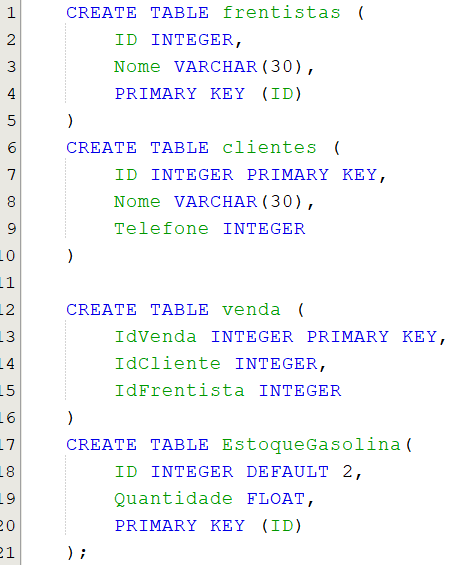 1 CREATE TABLE frentistas (
2 ID INTEGER,
3 Nome VARCHAR(30),
4 PRIMARY KEY (ID)
5 )
6 CREATE TABLE clientes (
7 ID INTEGER PRIMARY KEY,
8 Nome VARCHAR(30),
9 Telefone INTEGER
10 )
11
12 CREATE TABLE venda (
13 IdVenda INTEGER PRIMARY KEY,
14 IdCliente INTEGER,
15 IdFrentista INTEGER
16 )
17 CREATE TABLE EstoqueGasolina(
18 ID INTEGER DEFAULT 2,
19 Quantidade FLOAT,
20 PRIMARY KEY (ID)
21 );